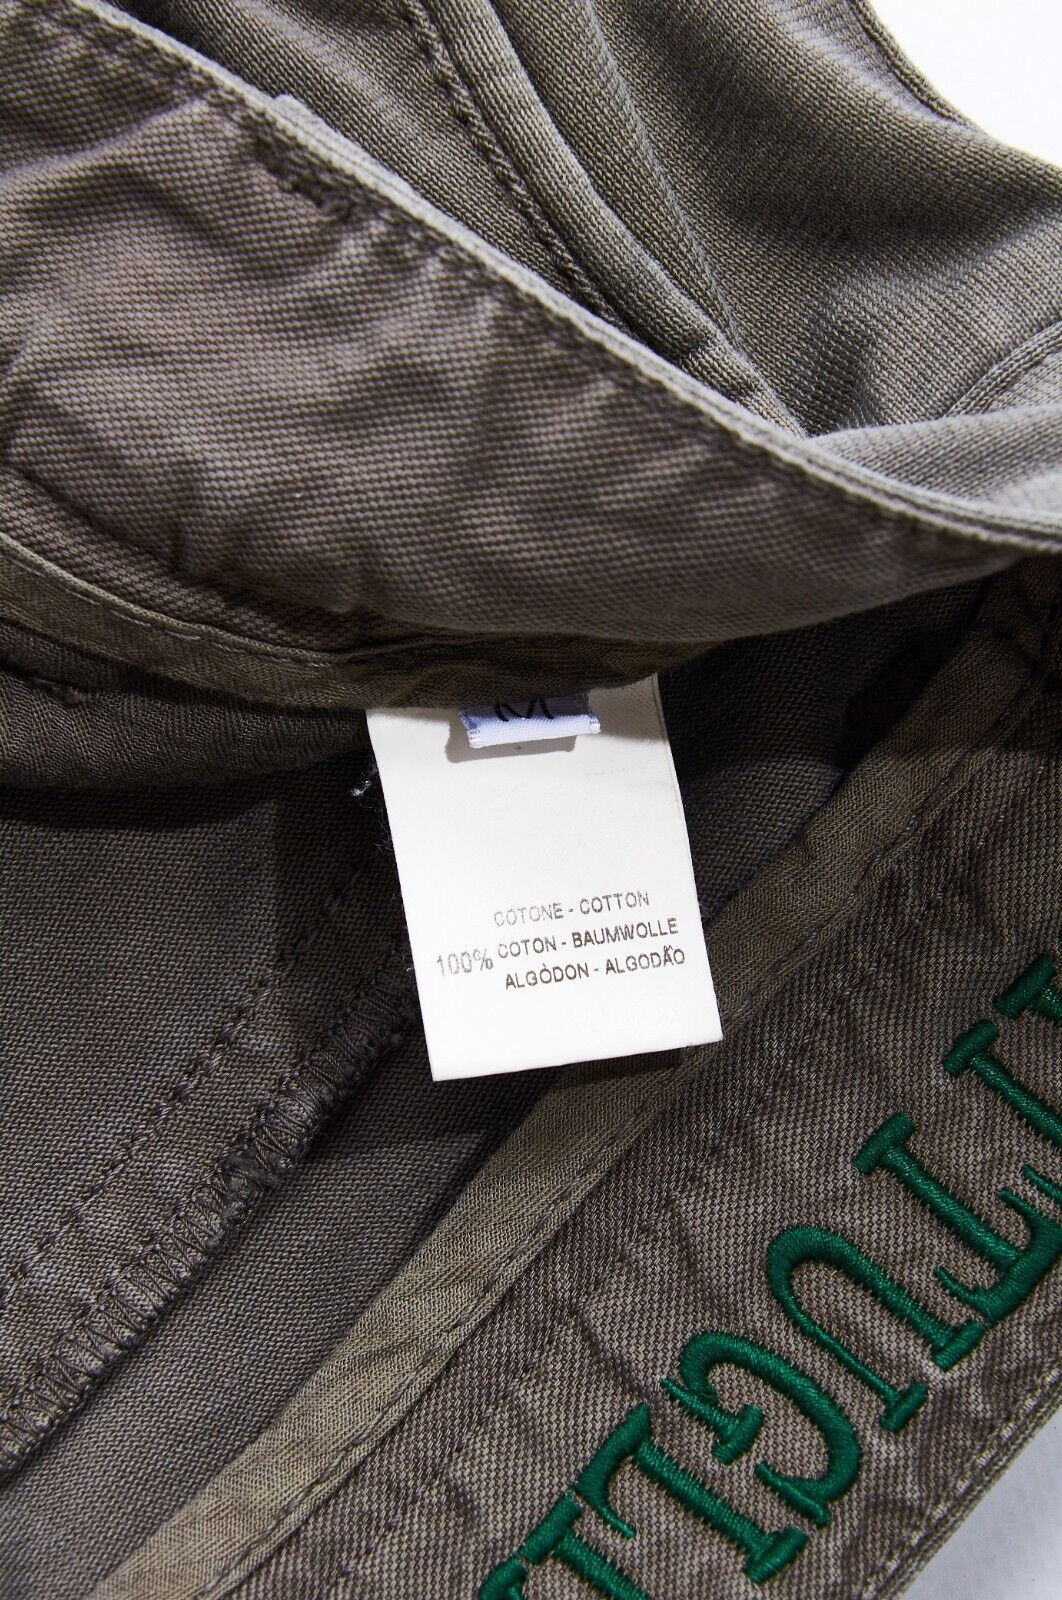 M
COTONE - COTTON
100% COTON - BAUMWOLLE
ALGÒDON - ALGODÃO